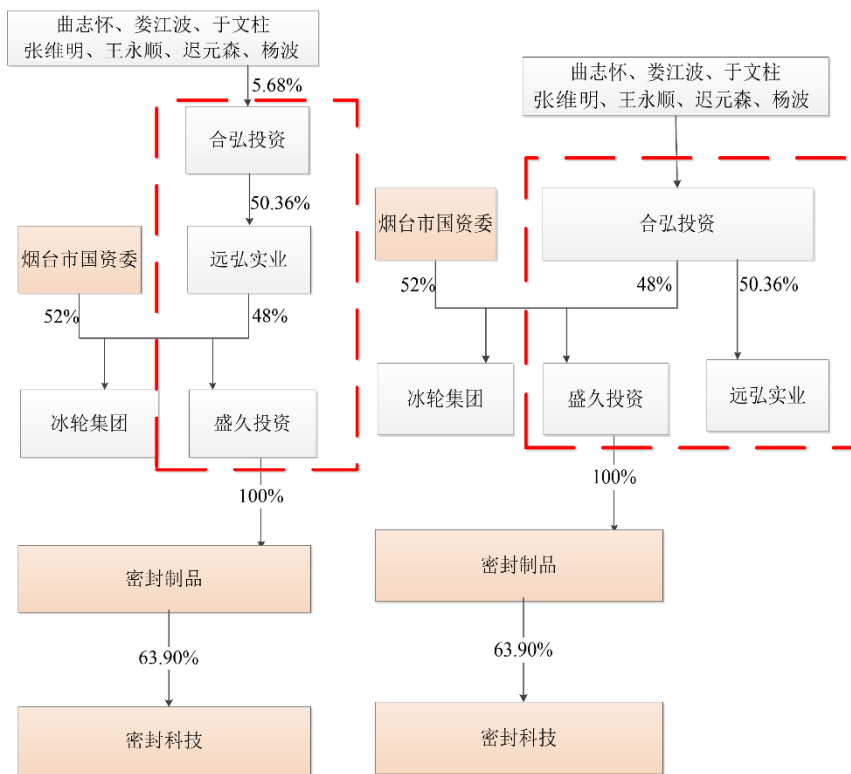 曲志怀、娄江波、于文柱
张维明、王永顺、迟元森、杨波
5.68%
合弘投资
50.36%
烟台市国资委
远弘实业
52%
48%
冰轮集团
盛久投资
100%
密封制品
63.90%
密封科技
曲志怀、娄江波、于文柱
张维明、王永顺、迟元森、杨波
烟台市国资委
合弘投资
52%
48%
50.36%
冰轮集团
盛久投资
远弘实业
100%
密封制品
63.90%
密封科技